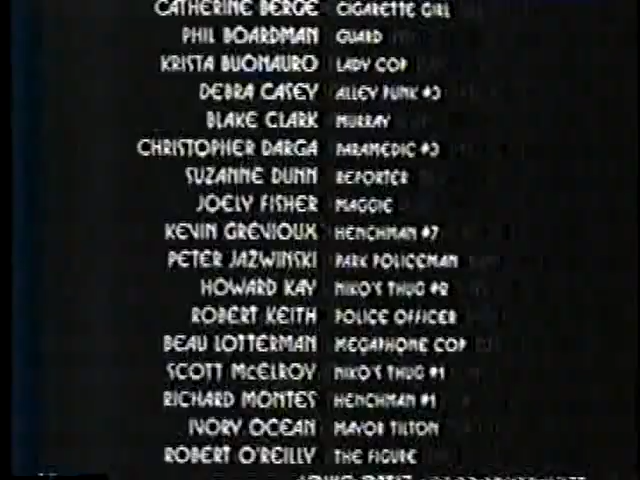 CATHERINE BERGE CIGARETTE GIRL
PHIL BOARDMAN GUARD
KRISTA BUONAURO LADY COP
DEBRA CASEY ALLEY PUNK #3
BLAKE CLARK MURRAY
CHRISTOPHER DARGA PARAMEDIC #3
SUZANNE DUNN REPORTER
JOELY FISHER MAGGIE
KEVIN GREVIOUX HENCHMAN #7
PETER JAZWINSKI PARK POLICEMAN
HOWARD KAY NIKO'S THUG #2
ROBERT KEITH POLICE OFFICER
BEAU LOTTERMAN MEGAPHONE COP
SCOTT McELROY NIKO'S THUG #1
RICHARD MONTES HENCHMAN #1
IVORY OCEAN MAYOR TILTON
ROBERT O'REILLY THE FIGURE